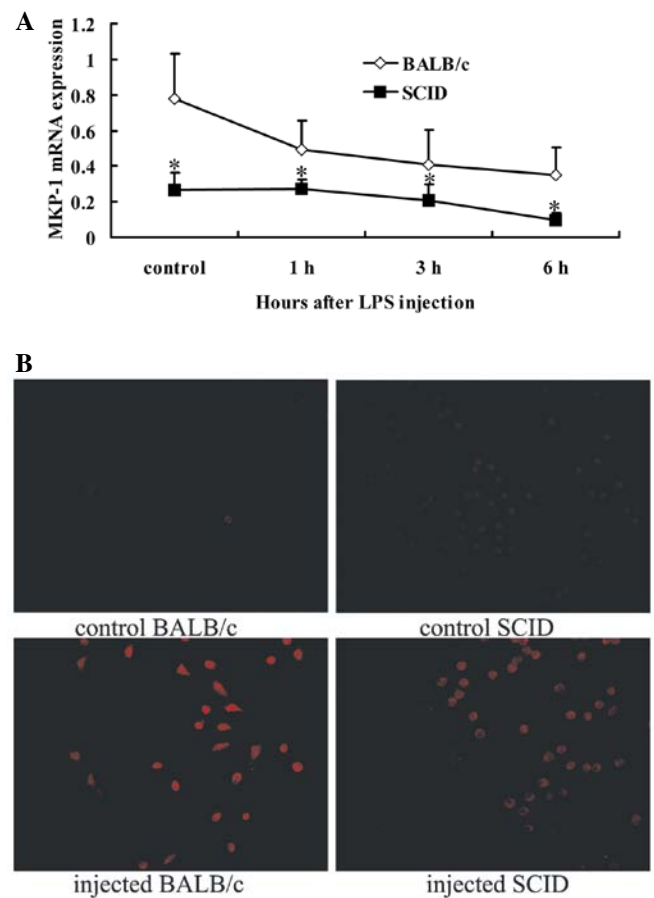 A
MKP-1 mRNA expression
1.2
1
0.8
0.6
0.4
0.2
0
BALB/c
SCID
*
*
*
*
control
1 h
3 h
6 h
Hours after LPS injection
B
control BALB/c
control SCID
injected BALB/c
injected SCID